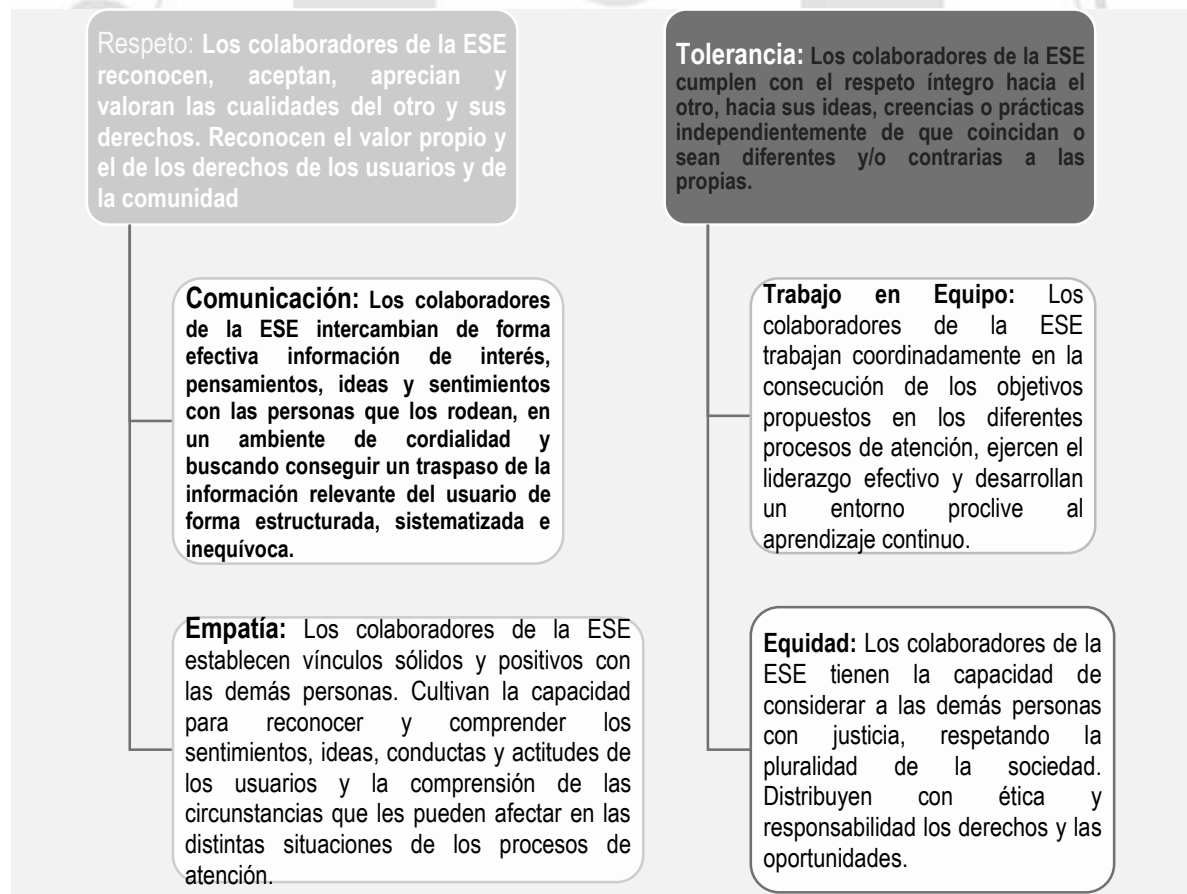 Respeto: Los colaboradores de la ESE
reconocen, aceptan, aprecian y
valoran las cualidades del otro y sus
derechos. Reconocen el valor propio y
el de los derechos de los usuarios y de
la comunidad
Comunicación: Los colaboradores
de la ESE intercambian de forma
efectiva información de interés,
pensamientos, ideas y sentimientos
con las personas que los rodean, en
un ambiente de cordialidad y
buscando conseguir un traspaso de la
información relevante del usuario de
forma estructurada, sistematizada e
inequívoca.
Empatía: Los colaboradores de la ESE
establecen vínculos sólidos y positivos con
las demás personas. Cultivan la capacidad
para reconocer y comprender los
sentimientos, ideas, conductas y actitudes de
los usuarios y la comprensión de las
circunstancias que les pueden afectar en las
distintas situaciones de los procesos de
atención.
Tolerancia: Los colaboradores de la ESE
cumplen con el respeto íntegro hacia el
otro, hacia sus ideas, creencias o prácticas
independientemente de que coincidan o
sean diferentes y/o contrarias a las
propias.
Trabajo en Equipo: Los
colaboradores de la ESE
trabajan coordinadamente en la
consecución de los objetivos
propuestos en los diferentes
procesos de atención, ejercen el
liderazgo efectivo y desarrollan
un entorno proclive al
aprendizaje continuo.
Equidad: Los colaboradores de la
ESE tienen la capacidad de
considerar a las demás personas
con justicia, respetando la
pluralidad de la sociedad.
Distribuyen con ética y
responsabilidad los derechos y las
oportunidades.